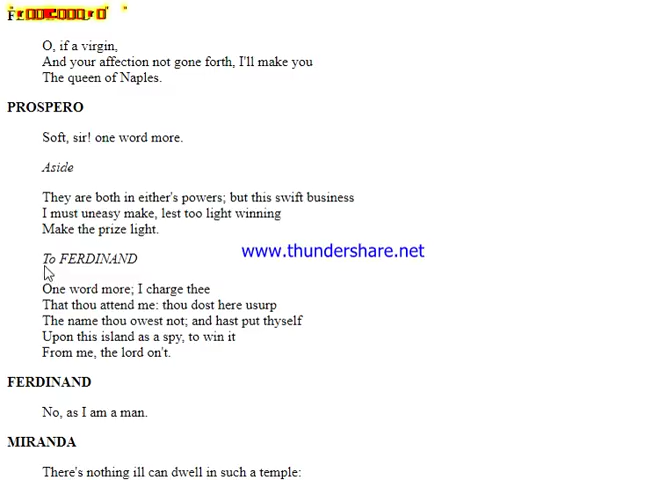 O, if a virgin,
And your affection not gone forth, I'll make you
The queen of Naples.
PROSPERO
Soft, sir! one word more.
Aside
They are both in either's powers; but this swift business
I must uneasy make, lest too light winning
Make the prize light.
www.thundershare.net
To FERDINAND
One word more; I charge thee
That thou attend me: thou dost here usurp
The name thou owest not; and hast put thyself
Upon this island as a spy, to win it
From me, the lord on't.
FERDINAND
No, as I am a man.
MIRANDA
There's nothing ill can dwell in such a temple: